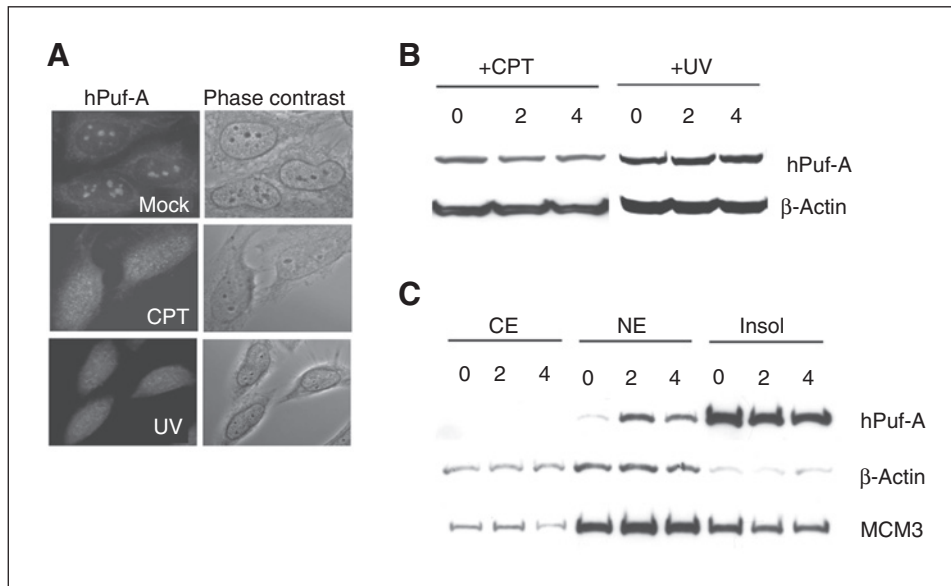 A
hPuf-A Phase contrast
Mock
CPT
UV
B
+CPT +UV
0 2 4 0 2 4
hPuf-A
β-Actin
C
CE NE Insol
0 2 4 0 2 4 0 2 4
hPuf-A
β-Actin
MCM3